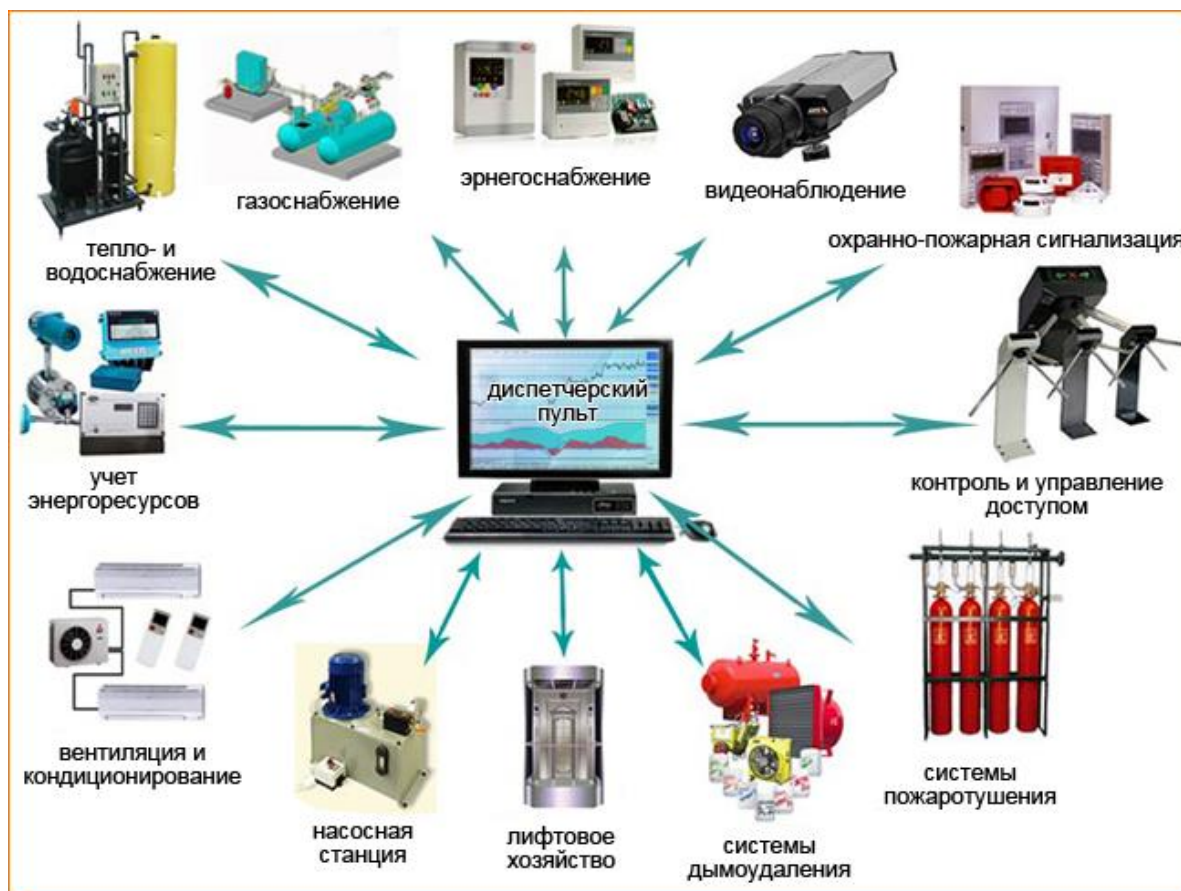 эрнегоснабжение
видеонаблюдение
газоснабжение
охранно-пожарная сигнализация
тепло- и
водоснабжение
диспетчерский
пульт
учет
энергоресурсов
контроль и управление
доступом
вентиляция и
кондиционирование
насосная
станция
лифтовое
хозяйство
системы
дымоудаления
системы
пожаротушения